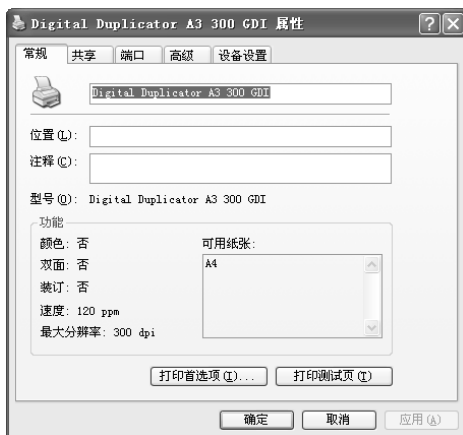 Digital Duplicator A3 300 GDI 属性
常规 共享 端口 高级 设备设置
Digital Duplicator A3 300 GDI
位置(L):
注释(C):
型号(O): Digital Duplicator A3 300 GDI
功能
颜色: 否 可用纸张:
双面: 否 A4
装订: 否
速度: 120 ppm
最大分辨率: 300 dpi
打印首选项(I)... 打印测试页(T)
确定 取消 应用(A)